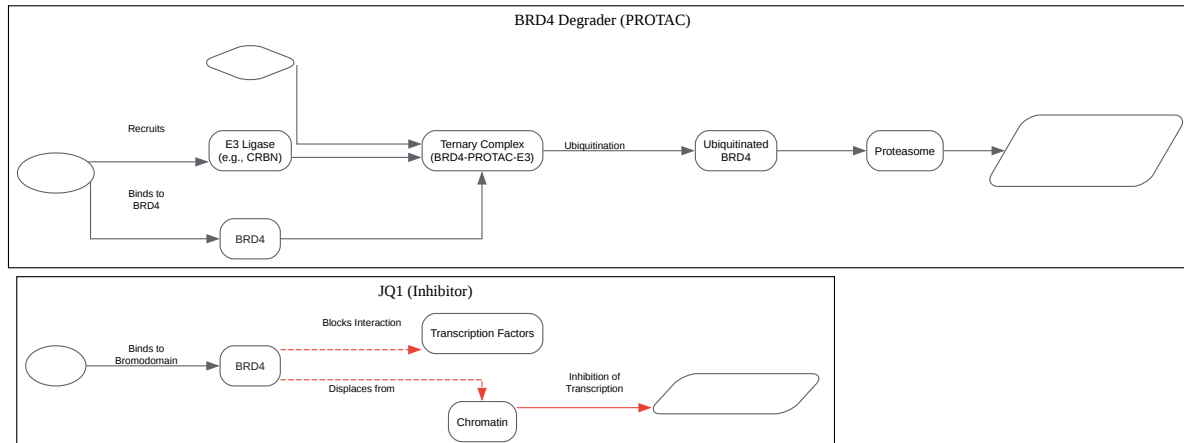 BRD4 Degrader (PROTAC)
Recruits
E3 Ligase
(e.g., CRBN)
Ternary Complex
(BRD4-PROTAC-E3)
Ubiquitination
Ubiquitinated
BRD4
Proteasome
Binds to
BRD4
BRD4
JQ1 (Inhibitor)
Blocks Interaction
Transcription Factors
Binds to
Bromodomain
BRD4
Displaces from
Inhibition of
Transcription
Chromatin